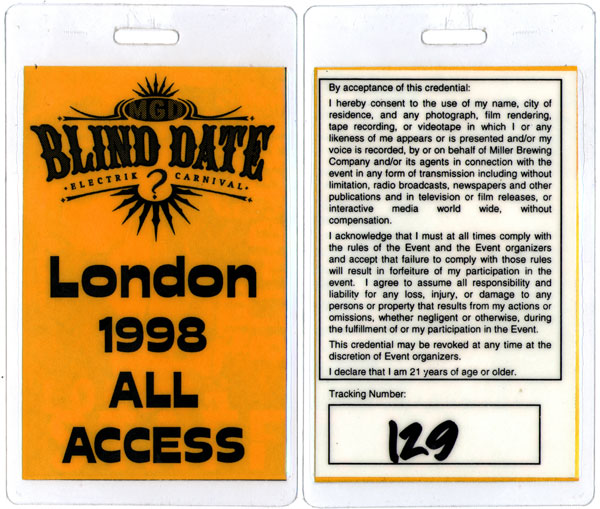 MGD
BLIND DATE
· ELECTRIK CARNIVAL ·
?
London
1998
ALL
ACCESS
By acceptance of this credential:
I hereby consent to the use of my name, city of
residence, and any photograph, film rendering,
tape recording, or videotape in which I or any
likeness of me appears or is presented and/or my
voice is recorded, by or on behalf of Miller Brewing
Company and/or its agents in connection with the
event in any form of transmission including without
limitation, radio broadcasts, newspapers and other
publications and in television or film releases, or
interactive media world wide, without
compensation.
I acknowledge that I must at all times comply with
the rules of the Event and the Event organizers
and accept that failure to comply with those rules
will result in forfeiture of my participation in the
event. I agree to assume all responsibility and
liability for any loss, injury, or damage to any
persons or property that results from my actions or
omissions, whether negligent or otherwise, during
the fulfillment of or my participation in the Event.
This credential may be revoked at any time at the
discretion of Event organizers.
I declare that I am 21 years of age or older.
Tracking Number:
129